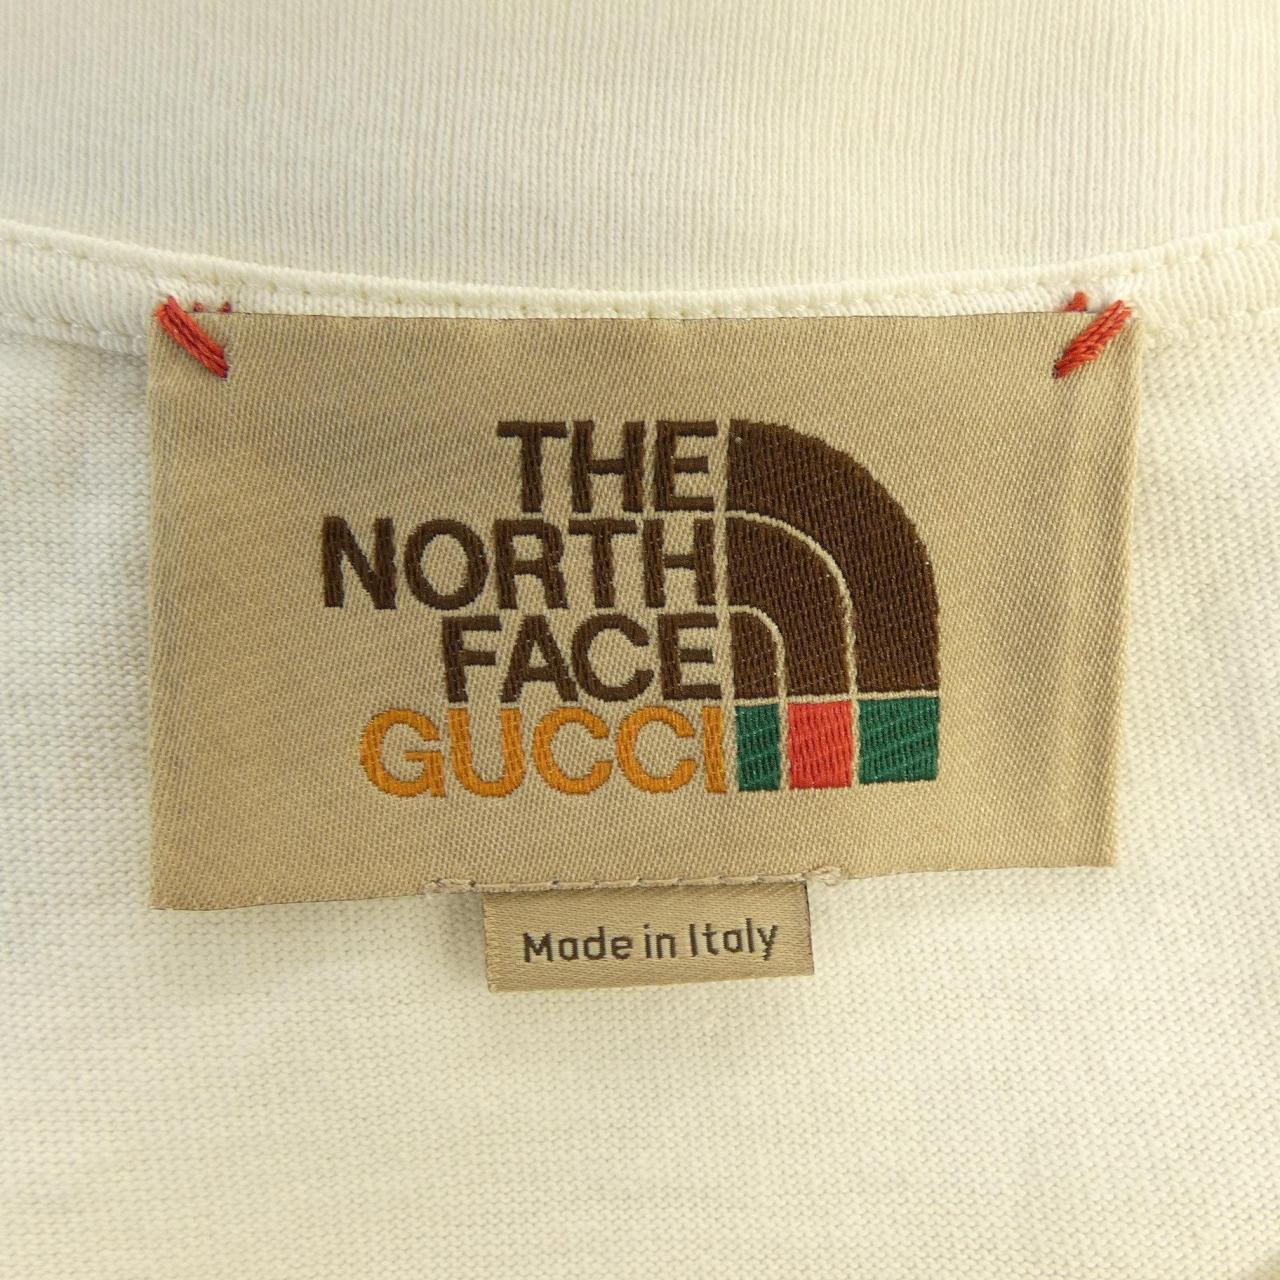 THE
NORTH
FACE
GUCCI
Made in Italy